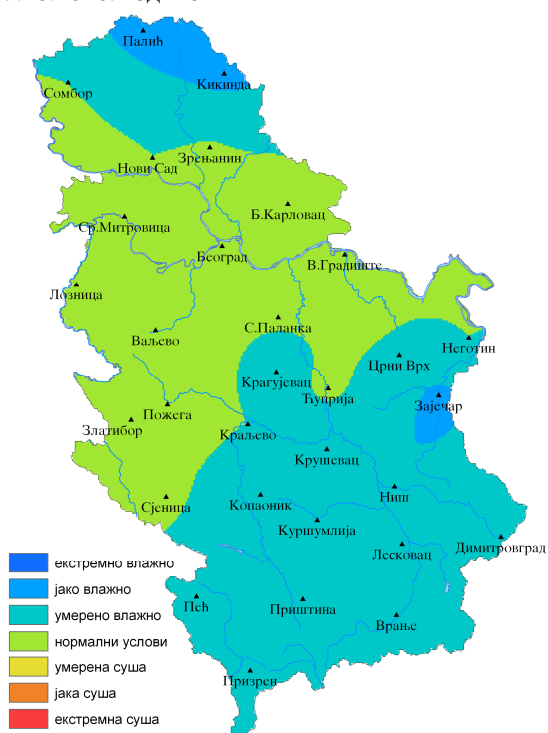 Палић
Кикинда
Сомбор
Зрењанин
Нови Сад
Б.Карловац
Ср.Митровица
Београд
В.Градиште
Лозница
С.Паланка
Ваљево
Неготин
Црни Врх
Крагујевац
Ћуприја
Зајечар
Пожега
Златибор
Краљево
Крушевац
Ниш
Копаоник
Сјеница
Куршумлија
Димитровград
Лесковац
Пећ
Приштина
Врање
Призрен
екстремно влажно
јако влажно
умерено влажно
нормални услови
умерена суша
јака суша
екстремна суша